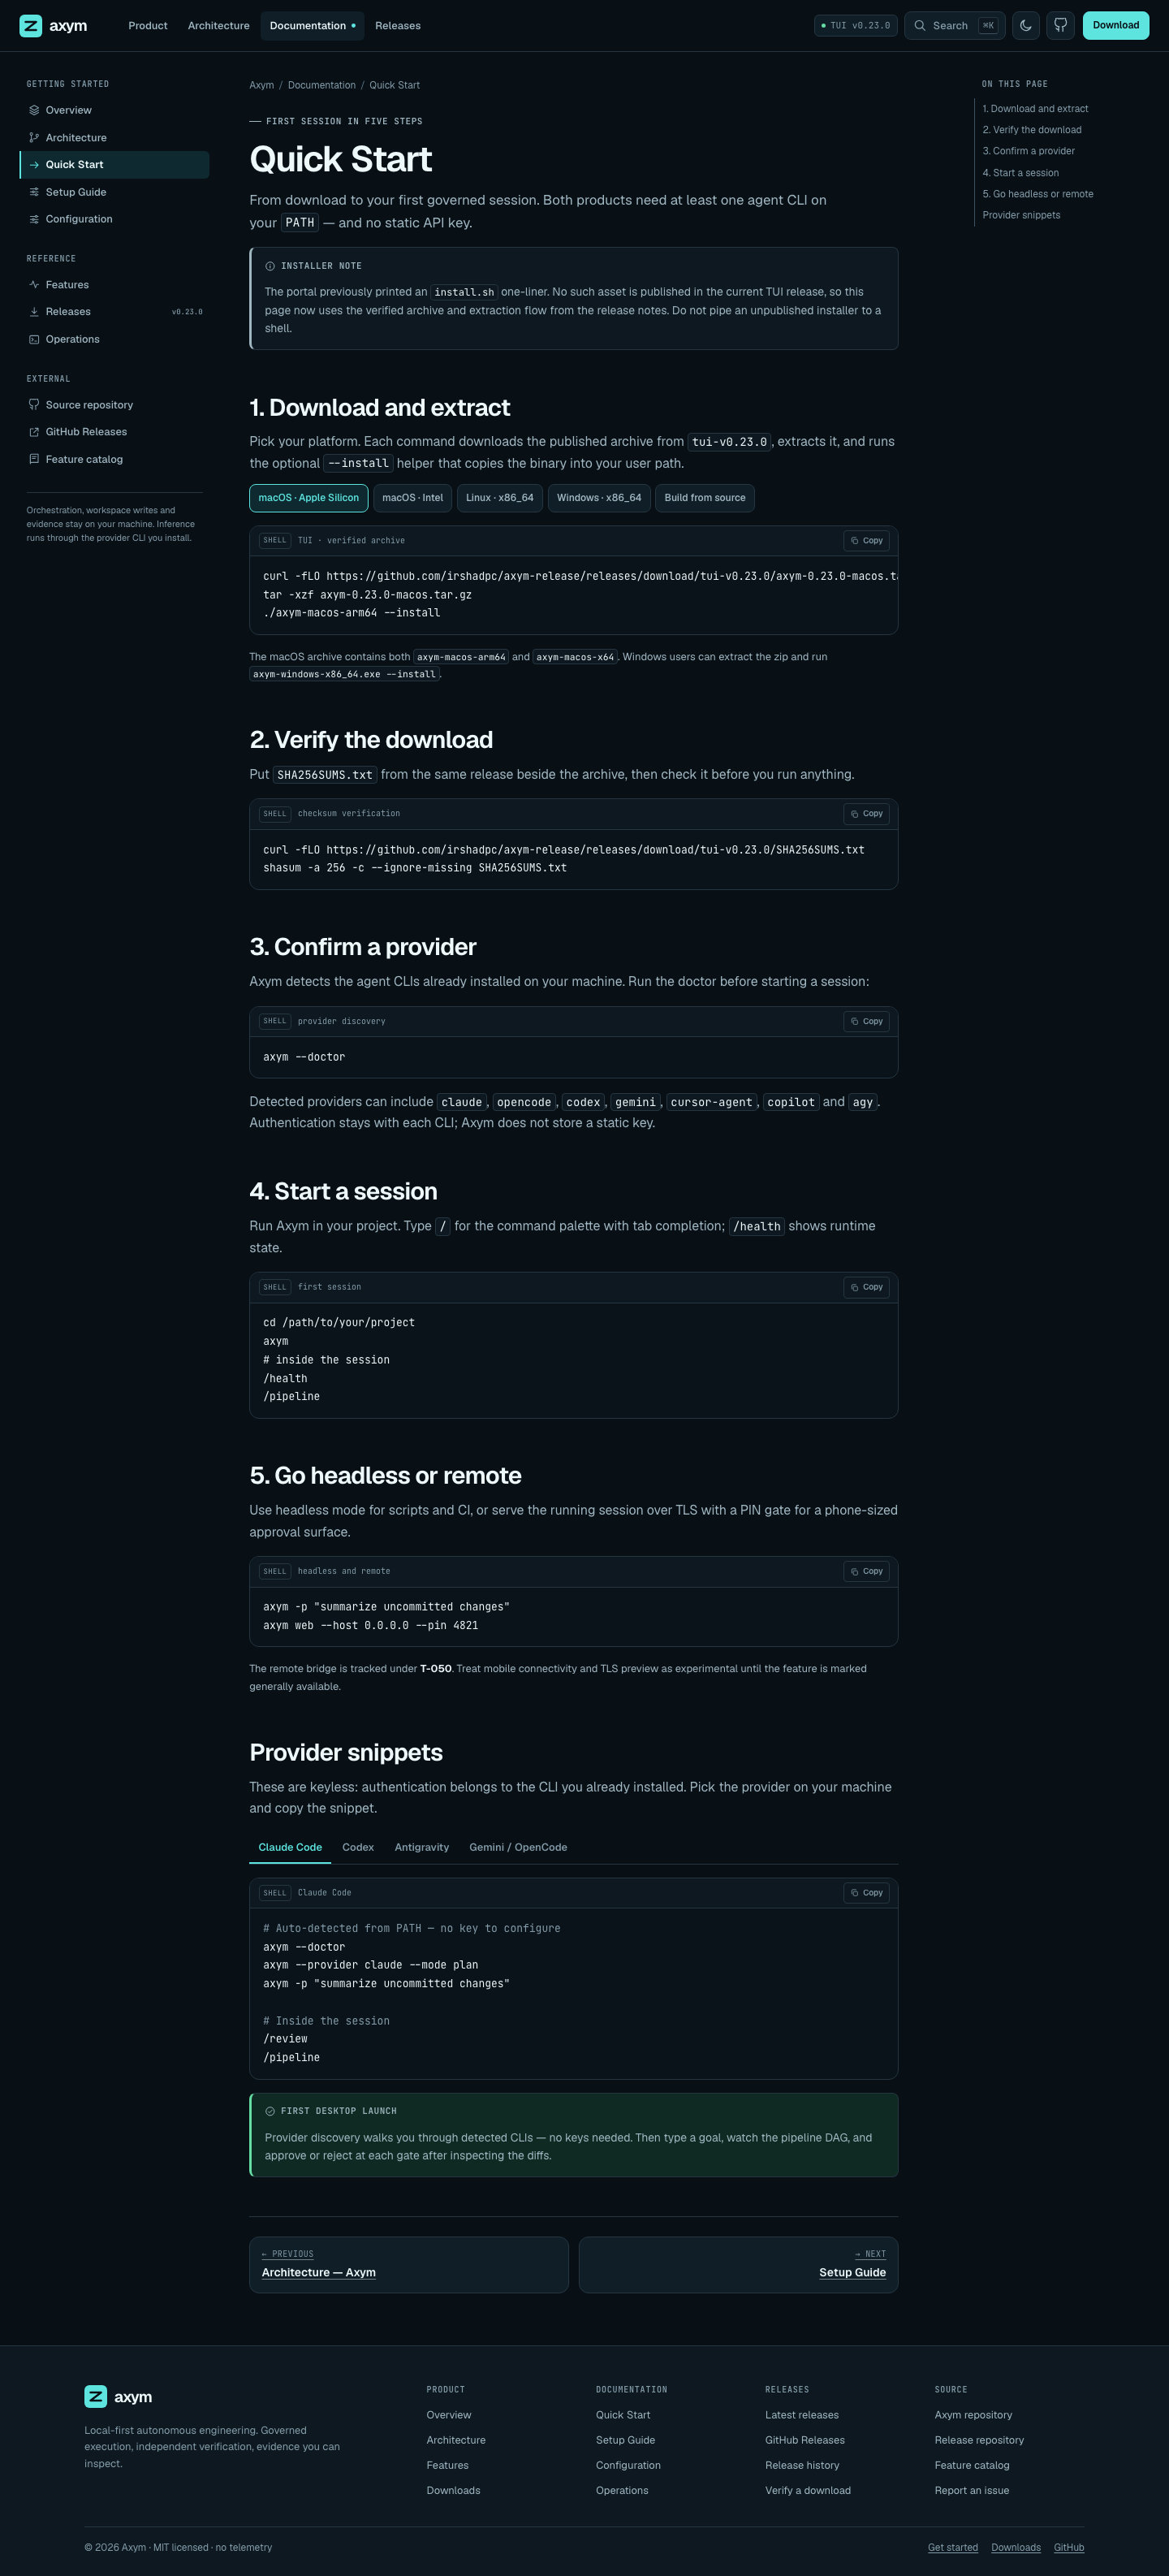 axym
Product
Architecture
Documentation
Releases
TUI v0.23.0
Search
⌘K
Download
GETTING STARTED
Overview
Architecture
Quick Start
Setup Guide
Configuration
REFERENCE
Features
Releases v0.23.0
Operations
EXTERNAL
Source repository
GitHub Releases
Feature catalog
Orchestration, workspace writes and
evidence stay on your machine. Inference
runs through the provider CLI you install.
Axym / Documentation / Quick Start
FIRST SESSION IN FIVE STEPS
Quick Start
From download to your first governed session. Both products need at least one agent CLI on
your PATH — and no static API key.
INSTALLER NOTE
The portal previously printed an install.sh one-liner. No such asset is published in the current TUI release, so this
page now uses the verified archive and extraction flow from the release notes. Do not pipe an unpublished installer to a
shell.
1. Download and extract
Pick your platform. Each command downloads the published archive from tui-v0.23.0, extracts it, and runs
the optional --install helper that copies the binary into your user path.
macOS · Apple Silicon
macOS · Intel
Linux · x86_64
Windows · x86_64
Build from source
SHELL TUI · verified archive Copy
curl -fLO https://github.com/irshadpc/axym-release/releases/download/tui-v0.23.0/axym-0.23.0-macos.ta
tar -xzf axym-0.23.0-macos.tar.gz
./axym-macos-arm64 --install
The macOS archive contains both axym-macos-arm64 and axym-macos-x64. Windows users can extract the zip and run
axym-windows-x86_64.exe --install.
2. Verify the download
Put SHA256SUMS.txt from the same release beside the archive, then check it before you run anything.
SHELL checksum verification Copy
curl -fLO https://github.com/irshadpc/axym-release/releases/download/tui-v0.23.0/SHA256SUMS.txt
shasum -a 256 -c --ignore-missing SHA256SUMS.txt
3. Confirm a provider
Axym detects the agent CLIs already installed on your machine. Run the doctor before starting a session:
SHELL provider discovery Copy
axym --doctor
Detected providers can include claude, opencode, codex, gemini, cursor-agent, copilot and agy.
Authentication stays with each CLI; Axym does not store a static key.
4. Start a session
Run Axym in your project. Type / for the command palette with tab completion; /health shows runtime
state.
SHELL first session Copy
cd /path/to/your/project
axym
# inside the session
/health
/pipeline
5. Go headless or remote
Use headless mode for scripts and CI, or serve the running session over TLS with a PIN gate for a phone-sized
approval surface.
SHELL headless and remote Copy
axym -p "summarize uncommitted changes"
axym web --host 0.0.0.0 --pin 4821
The remote bridge is tracked under T-050. Treat mobile connectivity and TLS preview as experimental until the feature is marked
generally available.
Provider snippets
These are keyless: authentication belongs to the CLI you already installed. Pick the provider on your machine
and copy the snippet.
Claude Code
Codex
Antigravity
Gemini / OpenCode
SHELL Claude Code Copy
# Auto-detected from PATH — no key to configure
axym --doctor
axym --provider claude --mode plan
axym -p "summarize uncommitted changes"
# Inside the session
/review
/pipeline
FIRST DESKTOP LAUNCH
Provider discovery walks you through detected CLIs — no keys needed. Then type a goal, watch the pipeline DAG, and
approve or reject at each gate after inspecting the diffs.
← PREVIOUS
Architecture — Axym
→ NEXT
Setup Guide
ON THIS PAGE
1. Download and extract
2. Verify the download
3. Confirm a provider
4. Start a session
5. Go headless or remote
Provider snippets
axym
Local-first autonomous engineering. Governed
execution, independent verification, evidence you can
inspect.
PRODUCT
Overview
Architecture
Features
Downloads
DOCUMENTATION
Quick Start
Setup Guide
Configuration
Operations
RELEASES
Latest releases
GitHub Releases
Release history
Verify a download
SOURCE
Axym repository
Release repository
Feature catalog
Report an issue
© 2026 Axym · MIT licensed · no telemetry
Get started
Downloads
GitHub